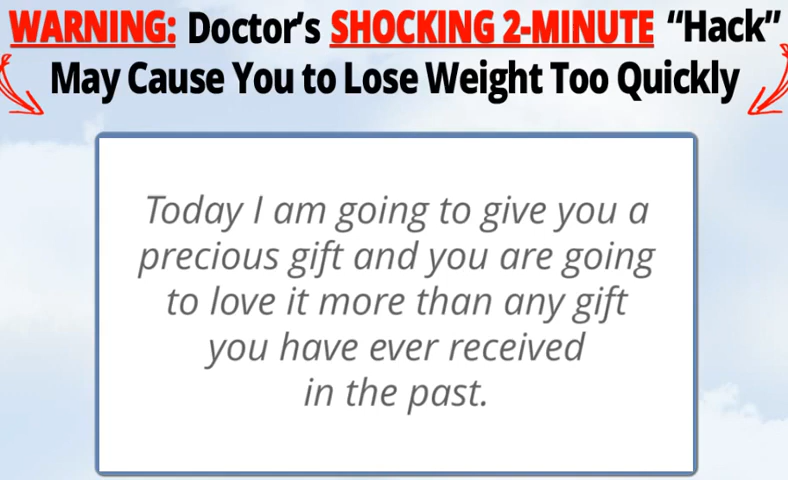 WARNING: Doctor's SHOCKING 2-MINUTE “Hack”
May Cause You to Lose Weight Too Quickly
Today I am going to give you a
precious gift and you are going
to love it more than any gift
you have ever received
in the past.